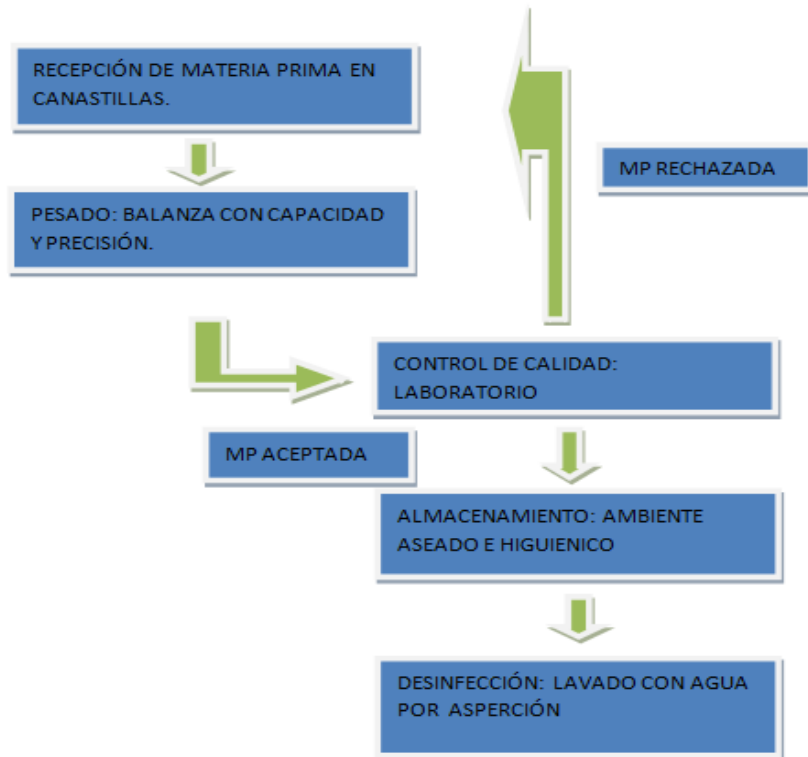 RECEPCIÓN DE MATERIA PRIMA EN
CANASTILLAS.
MP RECHAZADA
PESADO: BALANZA CON CAPACIDAD
Y PRECISIÓN.
CONTROL DE CALIDAD:
LABORATORIO
MP ACEPTADA
ALMACENAMIENTO: AMBIENTE
ASEADO E HIGUIENICO
DESINFECCIÓN: LAVADO CON AGUA
POR ASPERCIÓN